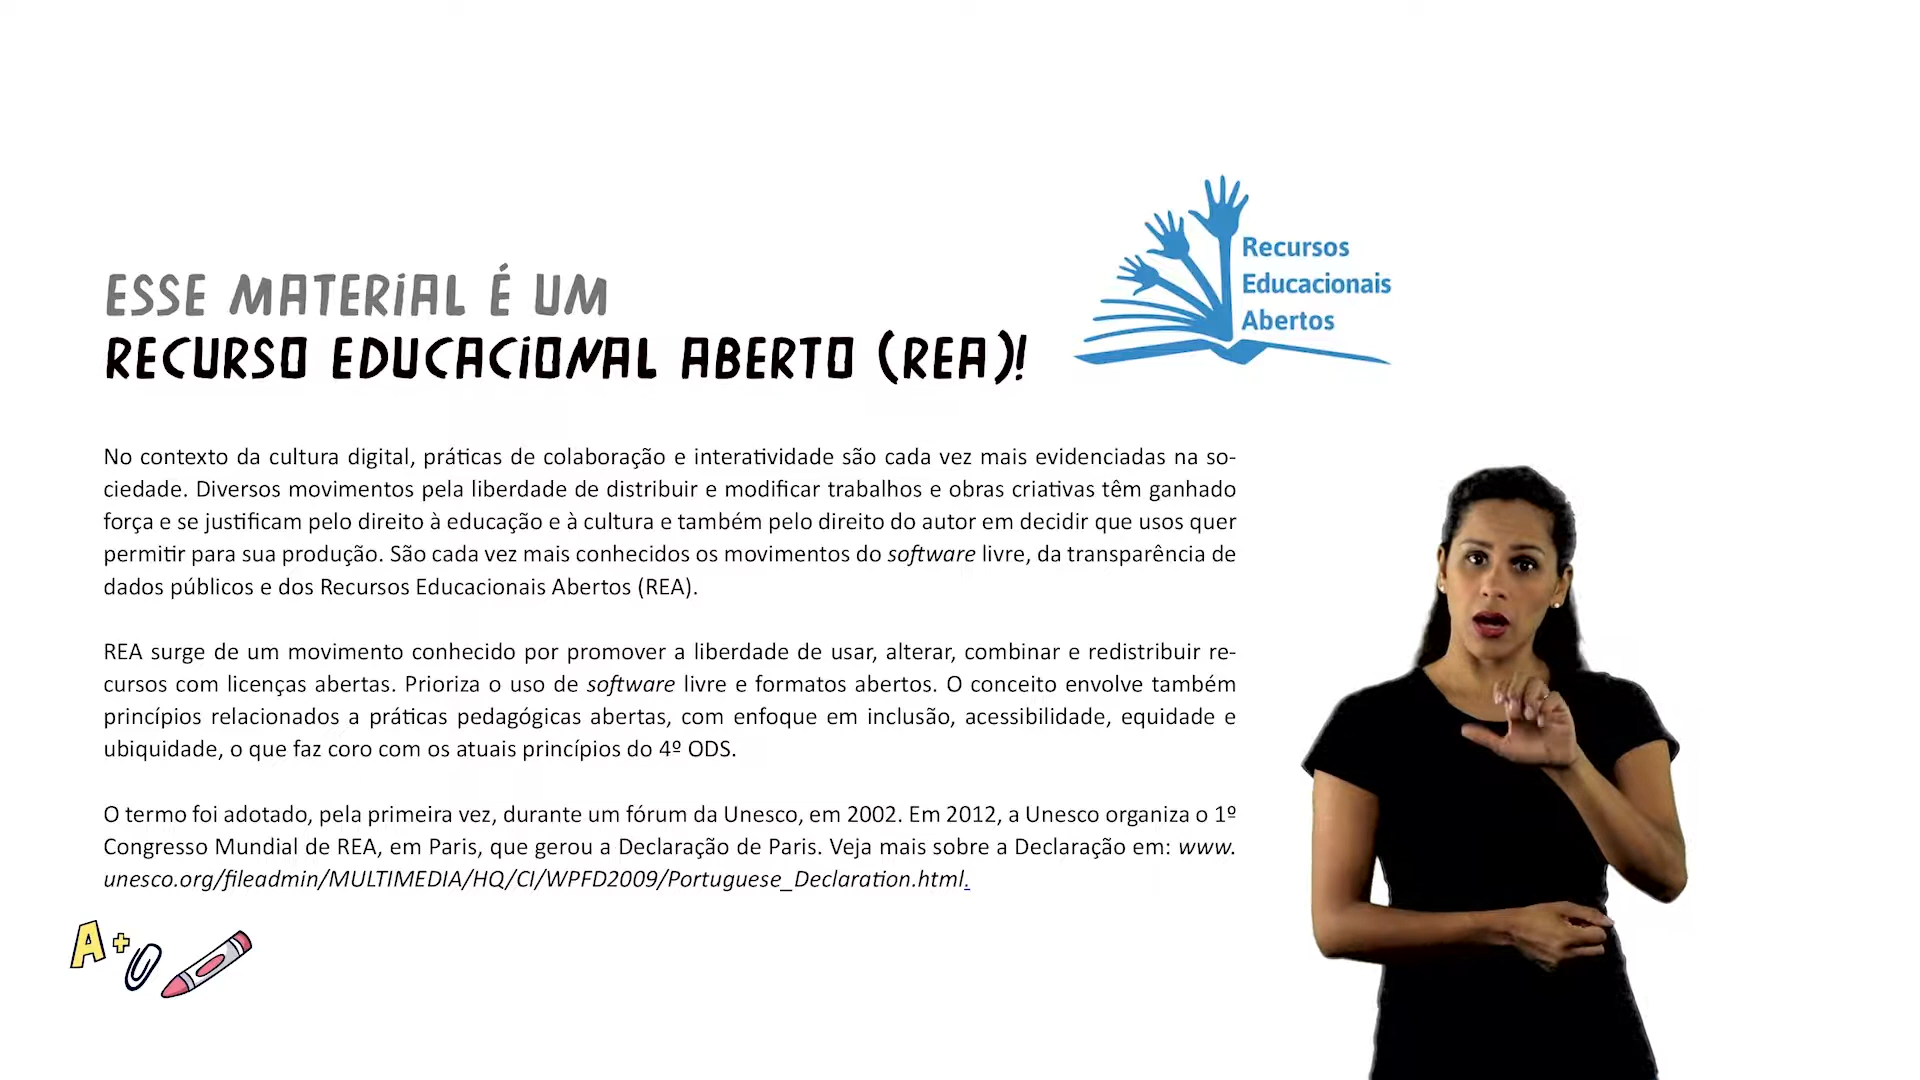 Recursos
Educacionais
Abertos
ESSE MATERIAL É UM
RECURSO EDUCACIONAL ABERTO (REA)!
No contexto da cultura digital, práticas de colaboração e interatividade são cada vez mais evidenciadas na so-
ciedade. Diversos movimentos pela liberdade de distribuir e modificar trabalhos e obras criativas têm ganhado
força e se justificam pelo direito à educação e à cultura e também pelo direito do autor em decidir que usos quer
permitir para sua produção. São cada vez mais conhecidos os movimentos do software livre, da transparência de
dados públicos e dos Recursos Educacionais Abertos (REA).
REA surge de um movimento conhecido por promover a liberdade de usar, alterar, combinar e redistribuir re-
cursos com licenças abertas. Prioriza o uso de software livre e formatos abertos. O conceito envolve também
princípios relacionados a práticas pedagógicas abertas, com enfoque em inclusão, acessibilidade, equidade e
ubiquidade, o que faz coro com os atuais princípios do 4º ODS.
O termo foi adotado, pela primeira vez, durante um fórum da Unesco, em 2002. Em 2012, a Unesco organiza o 1º
Congresso Mundial de REA, em Paris, que gerou a Declaração de Paris. Veja mais sobre a Declaração em: www.
unesco.org/fileadmin/MULTIMEDIA/HQ/CI/WPFD2009/Portuguese_Declaration.html.
A+